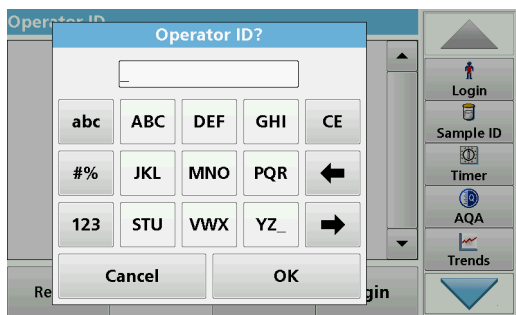 Operator ID
Operator ID?
_
abc ABC DEF GHI CE
#% JKL MNO PQR
123 STU VWX YZ_
Cancel OK
Login
Sample ID
Timer
AQA
Trends